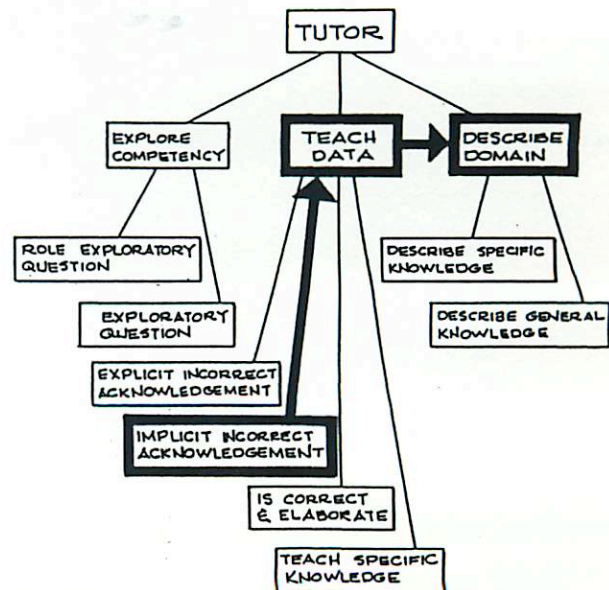 TUTOR
EXPLORE
COMPETENCY
TEACH
DATA
DESCRIBE
DOMAIN
ROLE EXPLORATORY
QUESTION
DESCRIBE SPECIFIC
KNOWLEDGE
EXPLORATORY
QUESTION
DESCRIBE GENERAL
KNOWLEDGE
EXPLICIT INCORRECT
ACKNOWLEDGEMENT
IMPLICIT INCORRECT
ACKNOWLEDGEMENT
IS CORRECT
& ELABORATE
TEACH SPECIFIC
KNOWLEDGE